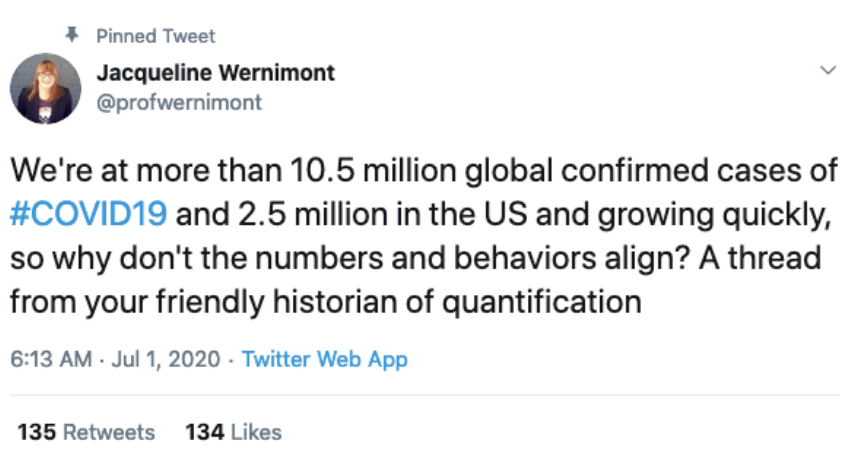 Pinned Tweet
Jacqueline Wernimont
@profwernimont
We're at more than 10.5 million global confirmed cases of
#COVID19 and 2.5 million in the US and growing quickly,
so why don't the numbers and behaviors align? A thread
from your friendly historian of quantification
6:13 AM · Jul 1, 2020 · Twitter Web App
135 Retweets 134 Likes